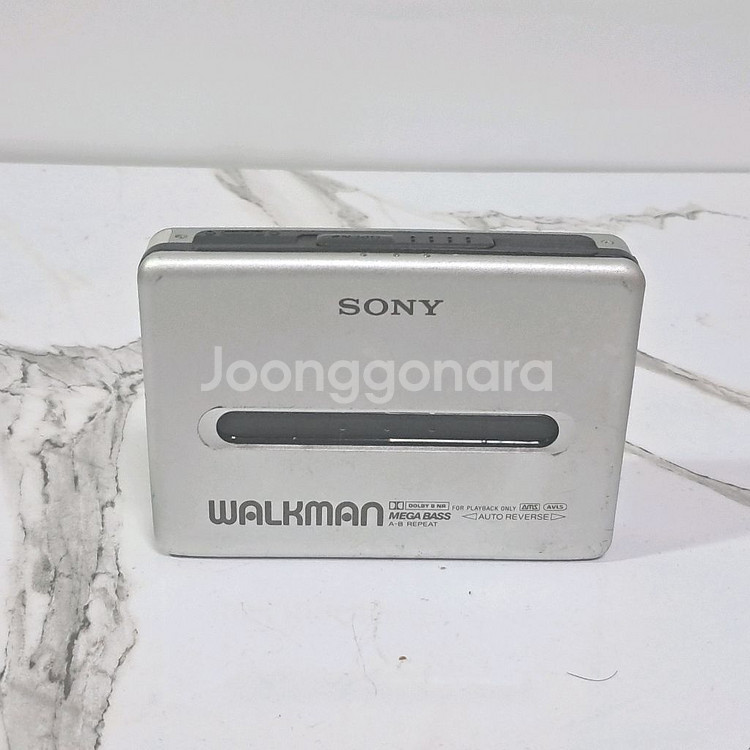 SONY
Joonggonara
WALKMAN
DOLBY B NR FOR PLAYBACK ONLY AMS AVLS
MEGA BASS ◁AUTO REVERSE▷
A-B REPEAT